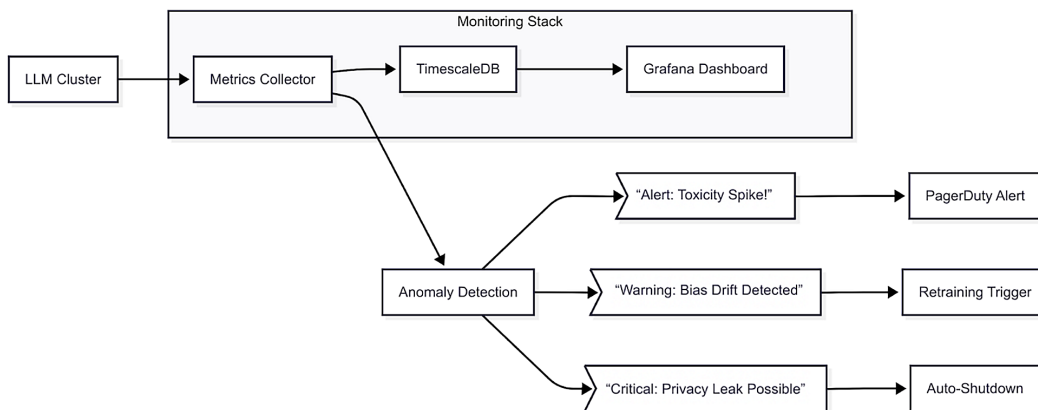 Monitoring Stack
LLM Cluster
Metrics Collector
TimescaleDB
Grafana Dashboard
“Alert: Toxicity Spike!”
PagerDuty Alert
Anomaly Detection
“Warning: Bias Drift Detected”
Retraining Trigger
“Critical: Privacy Leak Possible”
Auto-Shutdown